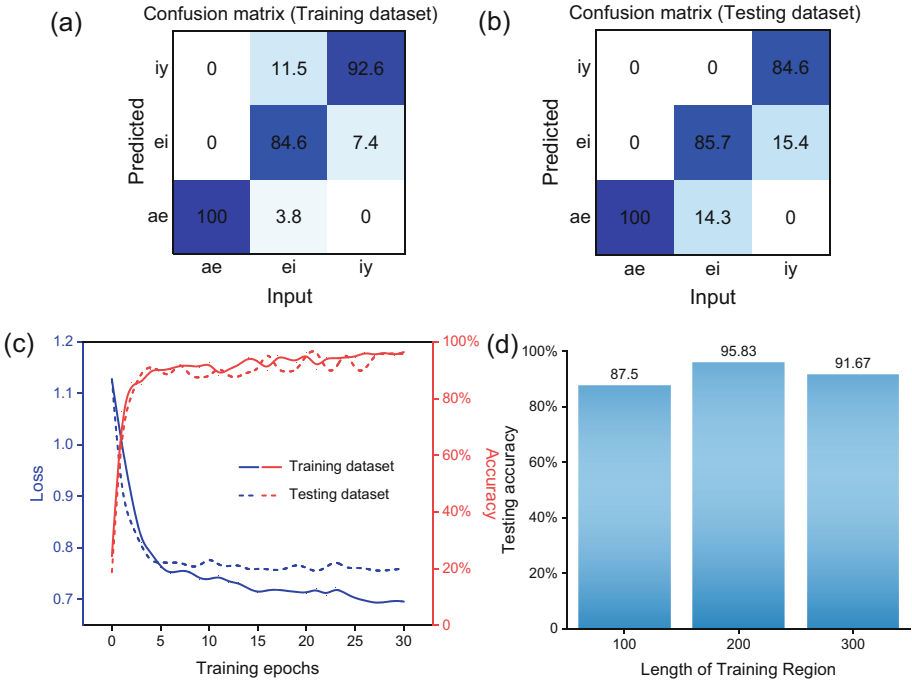 (a)
Confusion matrix (Training dataset)
Predicted
iy
0
11.5
92.6
ei
0
84.6
7.4
ae
100
3.8
0
ae
ei
iy
Input
(b)
Confusion matrix (Testing dataset)
Predicted
iy
0
0
84.6
ei
0
85.7
15.4
ae
100
14.3
0
ae
ei
iy
Input
(c)
Loss
1.2
1.1
1.0
0.9
0.8
0.7
Training dataset
Testing dataset
100%
80%
60%
40%
20%
0
Accuracy
0
5
10
15
20
25
30
Training epochs
(d)
Testing accuracy
100%
80%
60%
40%
20%
0%
87.5
95.83
91.67
100
200
300
Length of Training Region